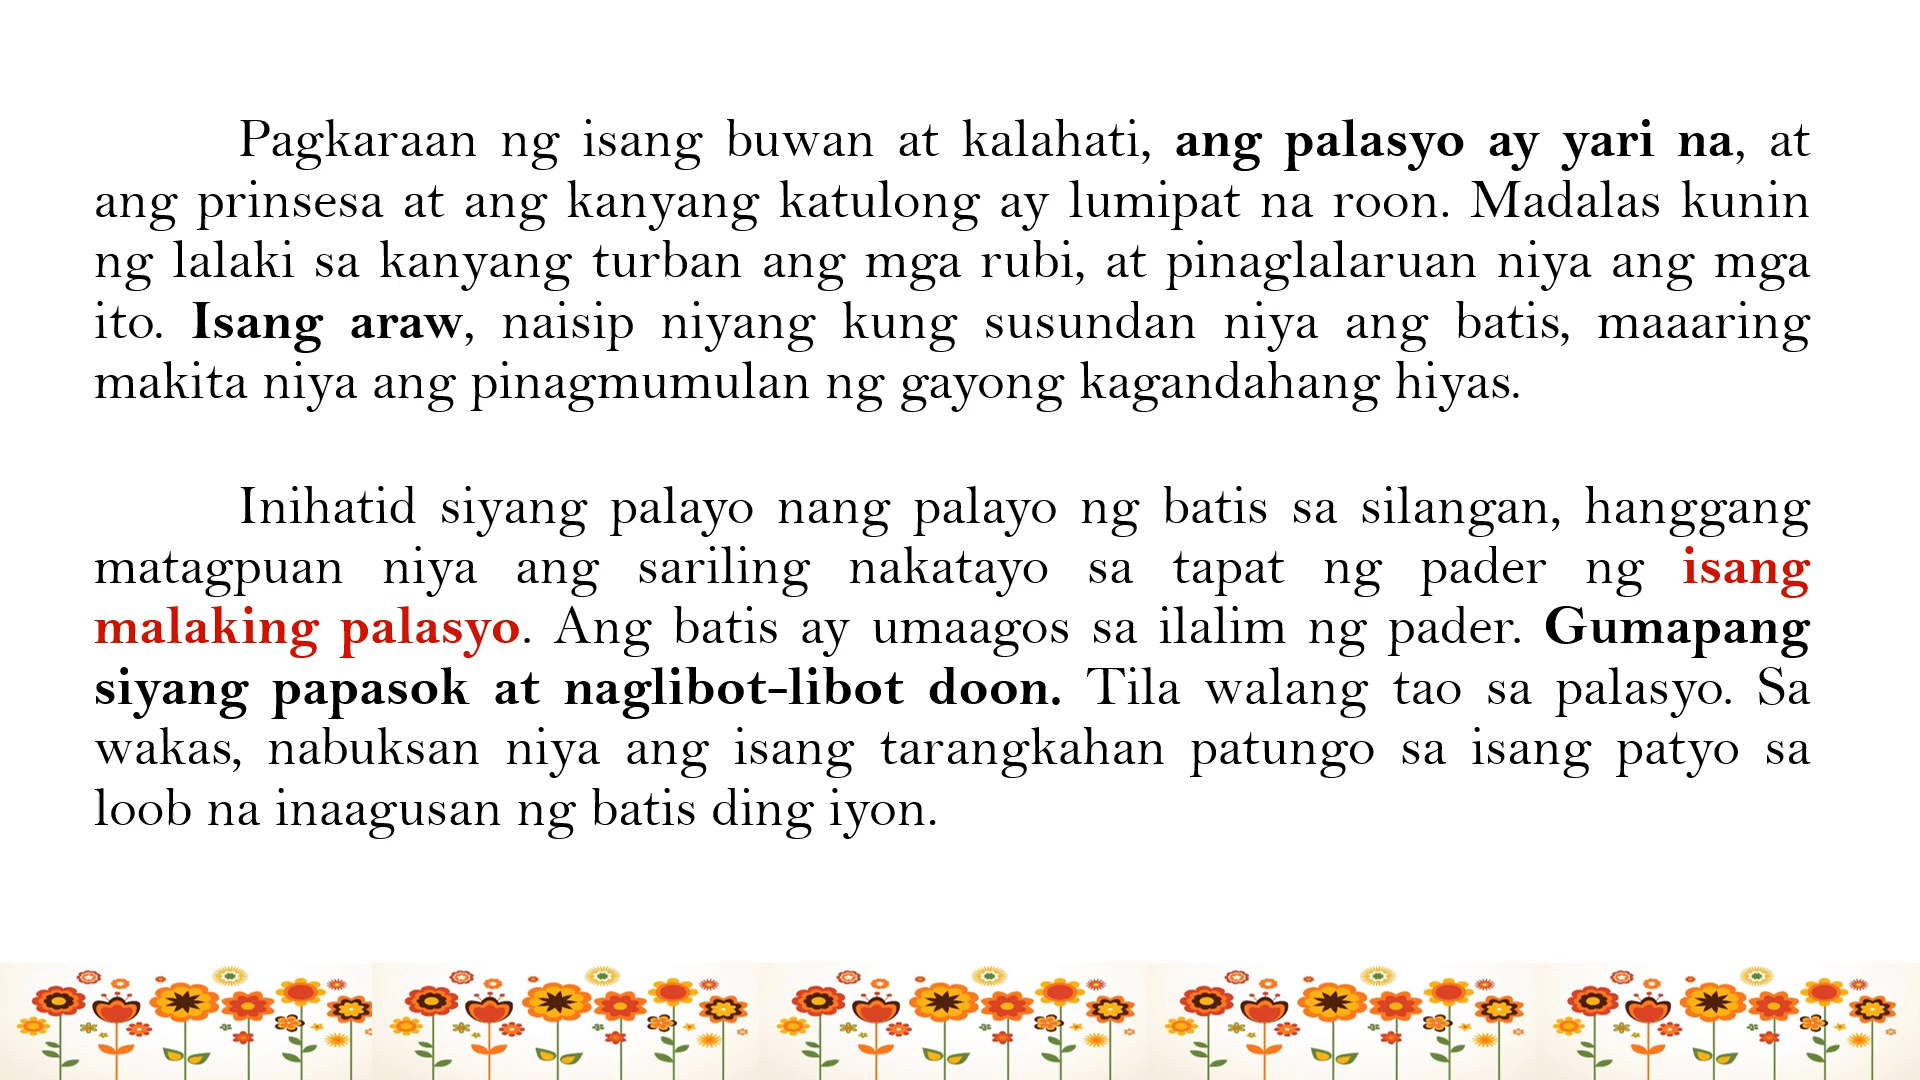 Pagkaraan ng isang buwan at kalahati, ang palasyo ay yari na, at
ang prinsesa at ang kanyang katulong ay lumipat na roon. Madalas kunin
ng lalaki sa kanyang turban ang mga rubi, at pinaglalaruan niya ang mga
ito. Isang araw, naisip niyang kung susundan niya ang batis, maaaring
makita niya ang pinagmumulan ng gayong kagandahang hiyas.
Inihatid siyang palayo nang palayo ng batis sa silangan, hanggang
matagpuan niya ang sariling nakatayo sa tapat ng pader ng isang
malaking palasyo. Ang batis ay umaagos sa ilalim ng pader. Gumapang
siyang papasok at naglibot-libot doon. Tila walang tao sa palasyo. Sa
wakas, nabuksan niya ang isang tarangkahan patungo sa isang patyo sa
loob na inaagusan ng batis ding iyon.